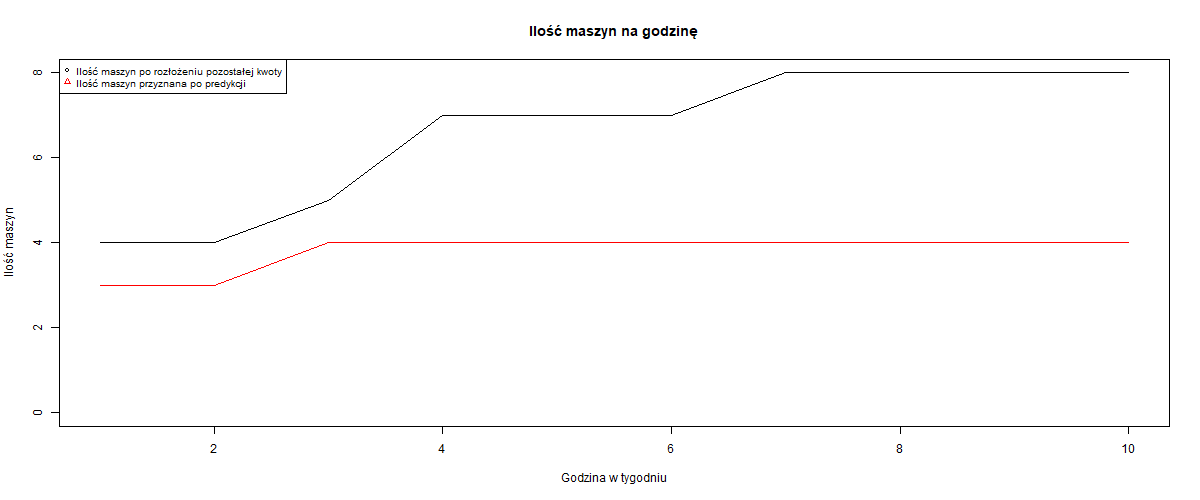 Ilość maszyn na godzinę
Ilość maszyn po rozłożeniu pozostałej kwoty
Ilość maszyn przyznana po predykcji
8
6
4
2
0
Ilość maszyn
2 4 6 8 10
Godzina w tygodniu